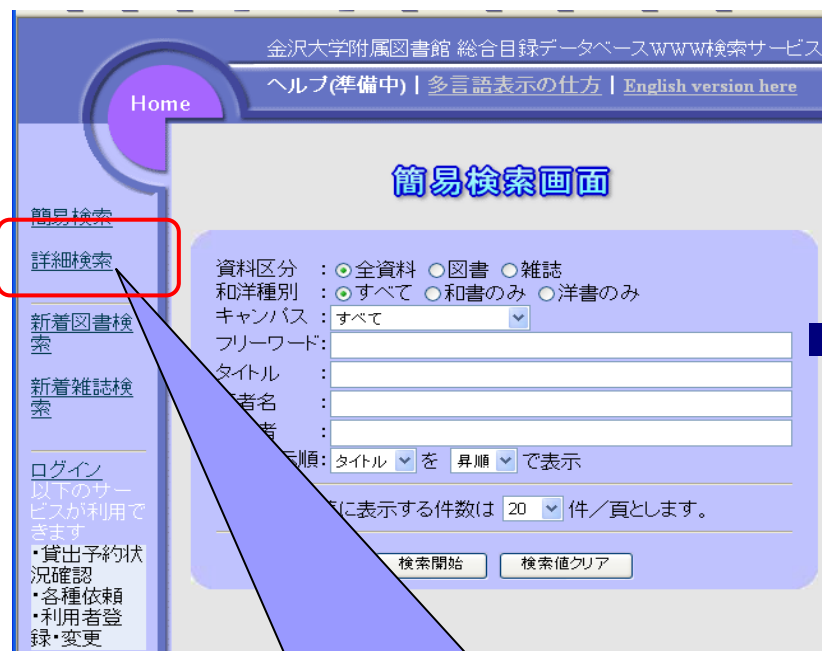 金沢大学附属図書館 総合目録データベースWWW検索サービス
ヘルプ(準備中) | 多言語表示の仕方 | English version here
Home
簡易検索画面
簡易検索
詳細検索
新着図書検
索
新着雑誌検
索
ログイン
以下のサー
ビスが利用で
きます
・貸出予約状
況確認
・各種依頼
・利用者登
録・変更
資料区分 : 全資料 図書 雑誌
和洋種別 : すべて 和書のみ 洋書のみ
キャンパス : すべて
フリーワード:
タイトル :
者名 :
者 :
順: タイトル を 昇順 で表示
に表示する件数は 20 件/頁とします。
検索開始 検索値クリア